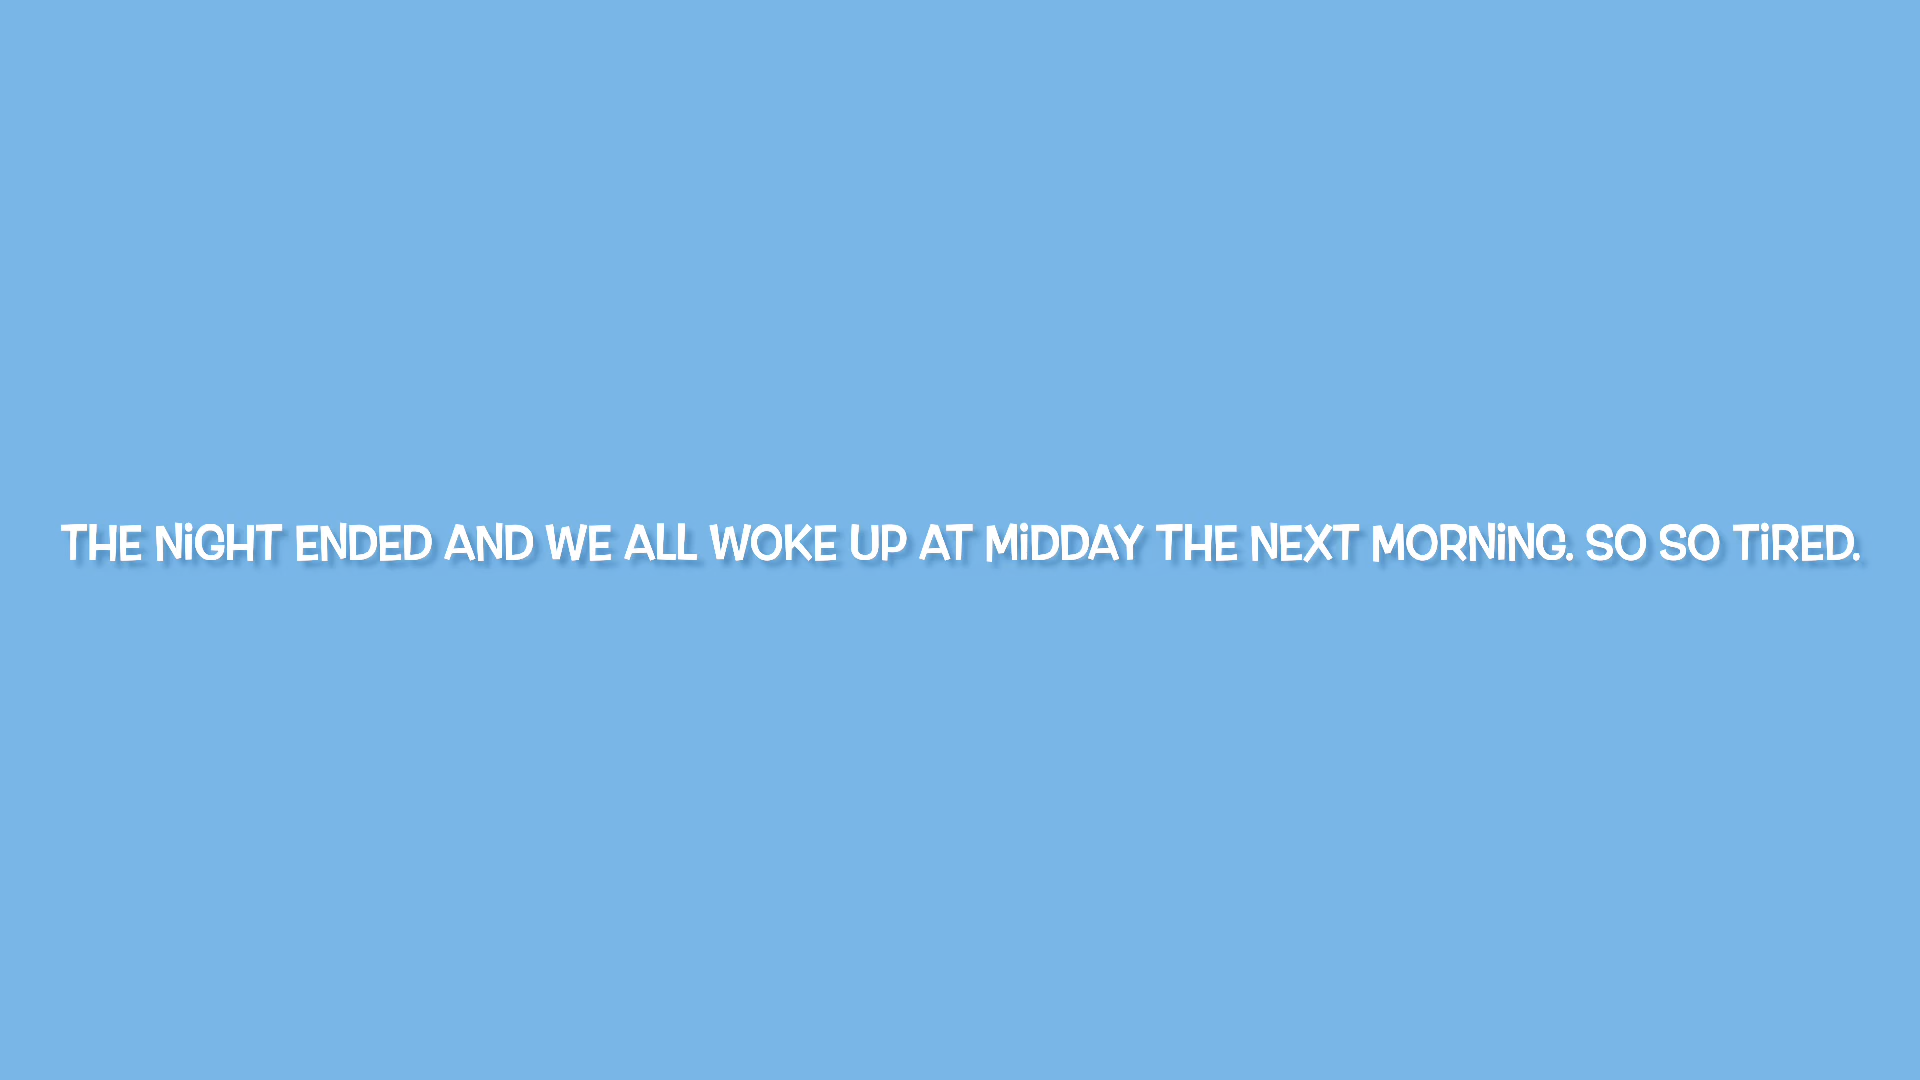 THE NiGHT ENDED AND WE ALL WOKE UP AT MiDDAY THE NEXT MORNiNG. SO SO TiRED.